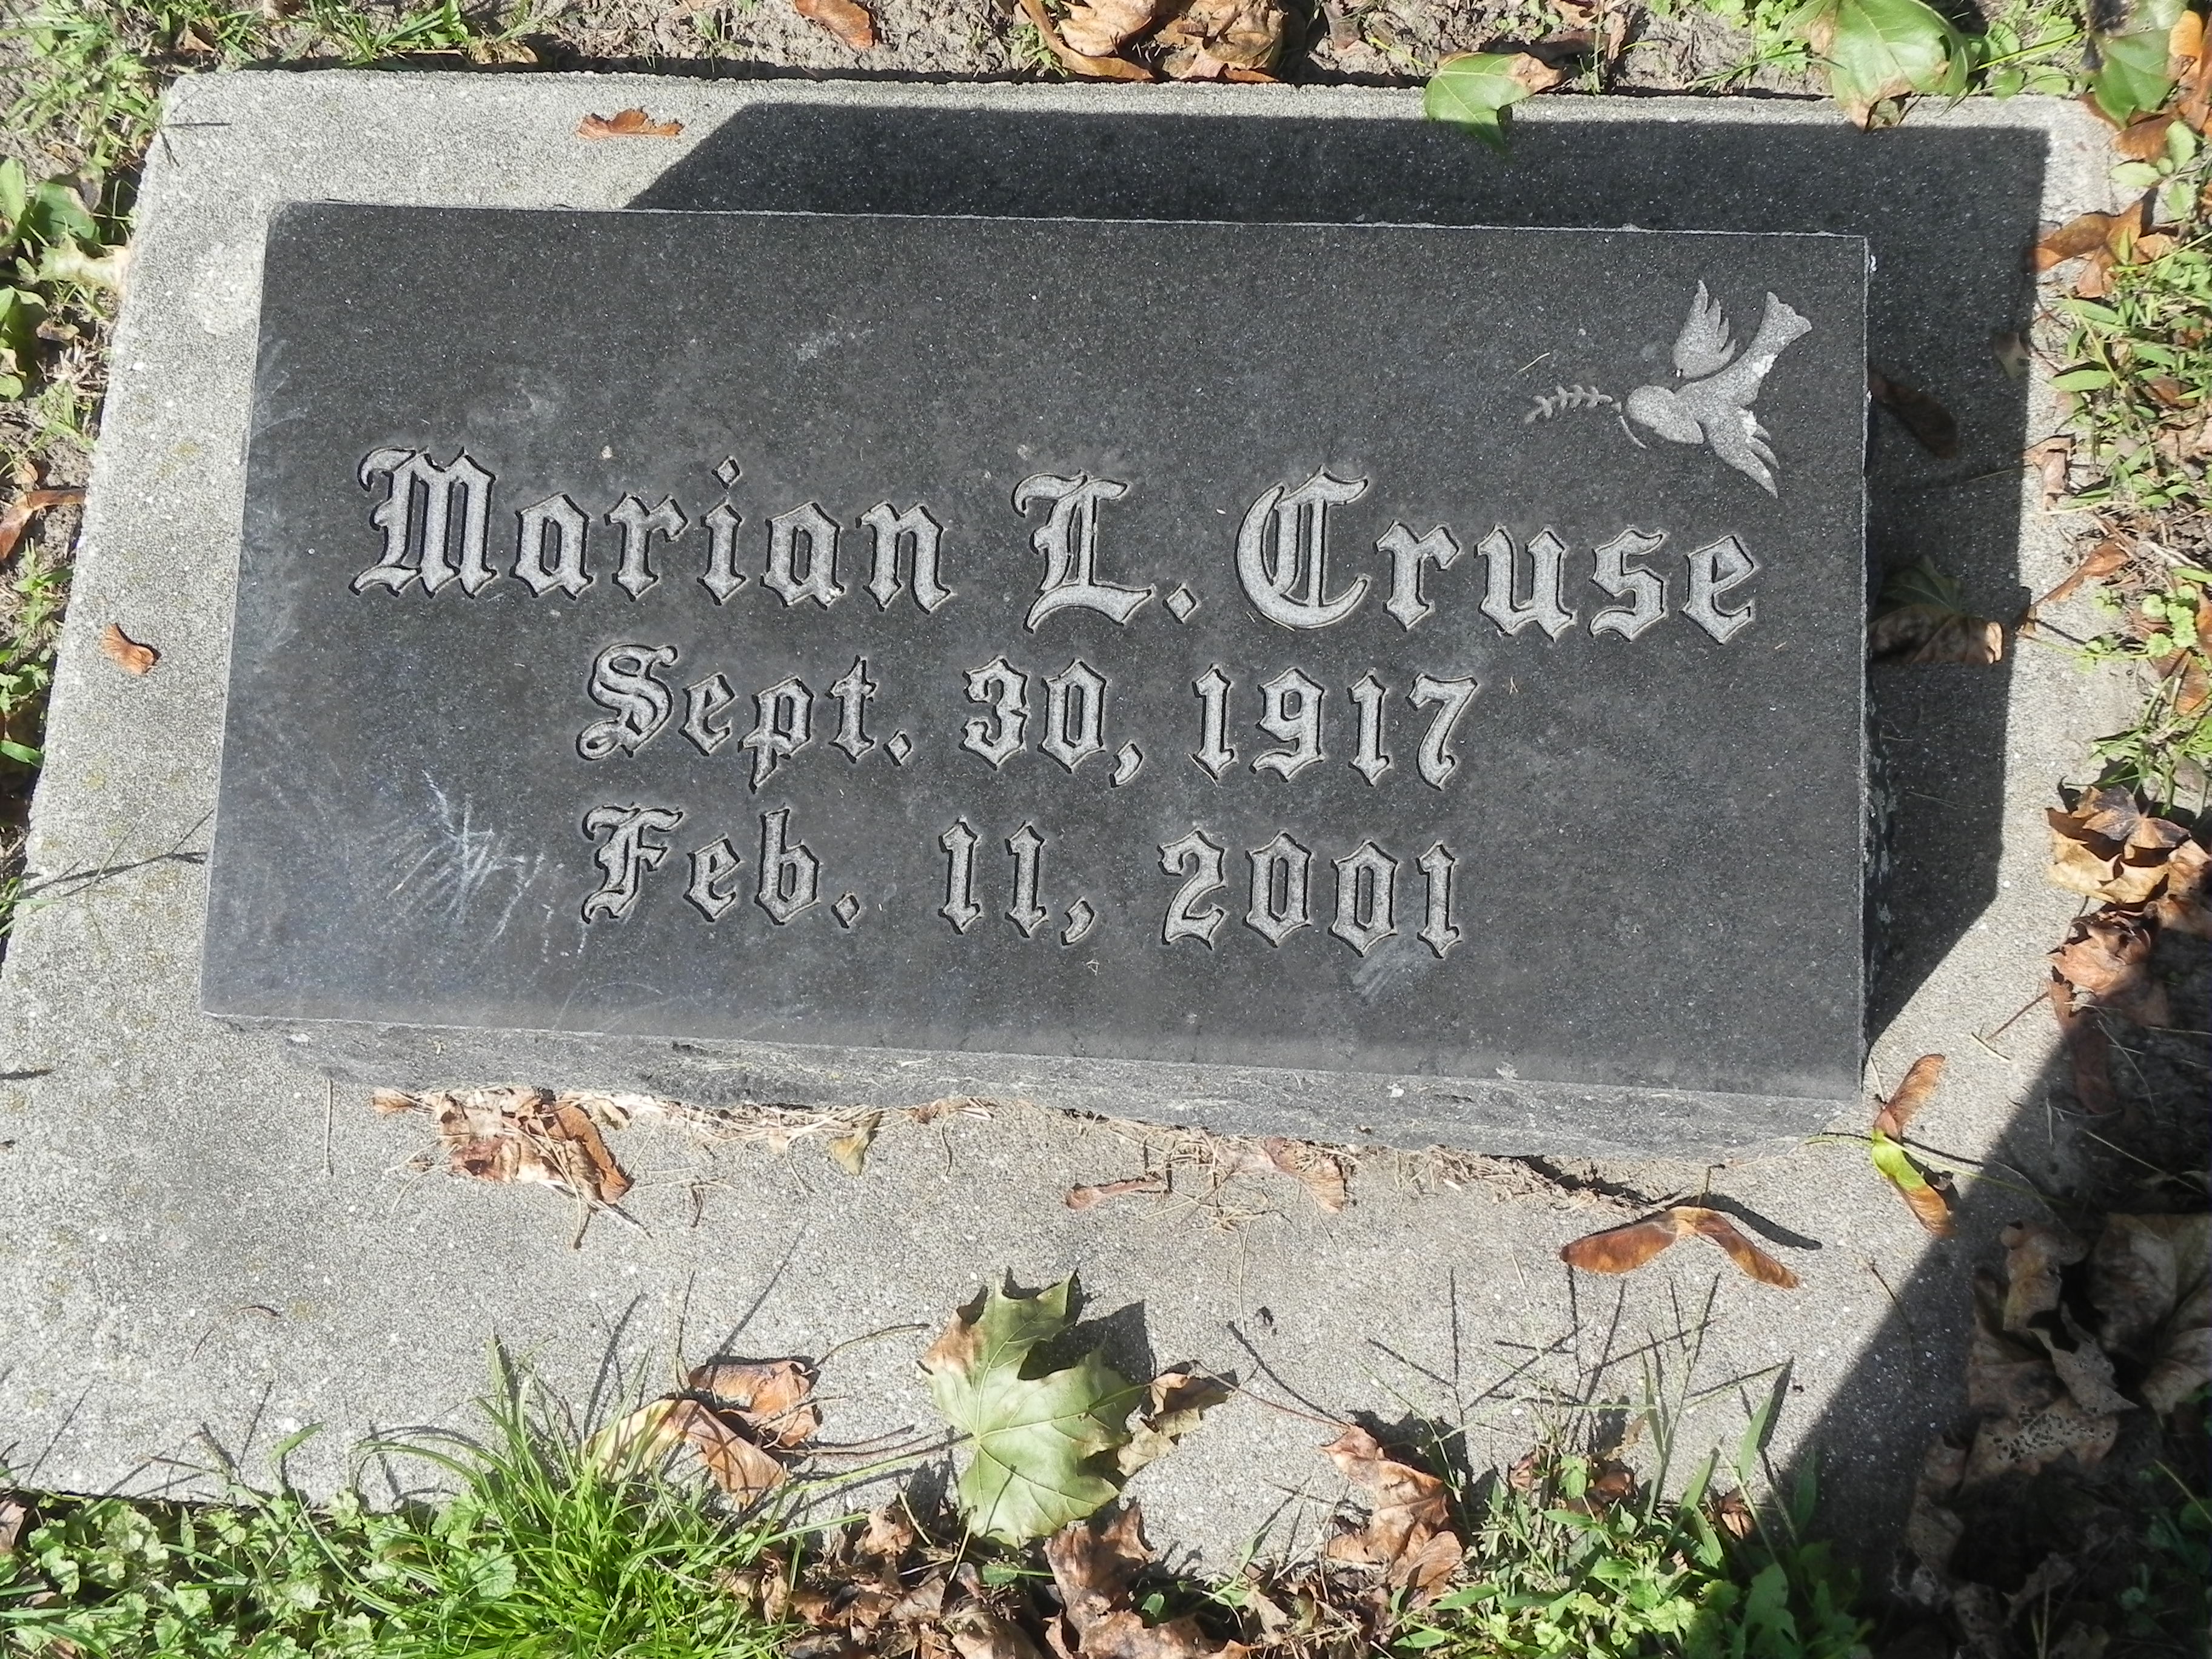 Marian L. Cruse
Sept. 30, 1917
Feb. 11, 2001